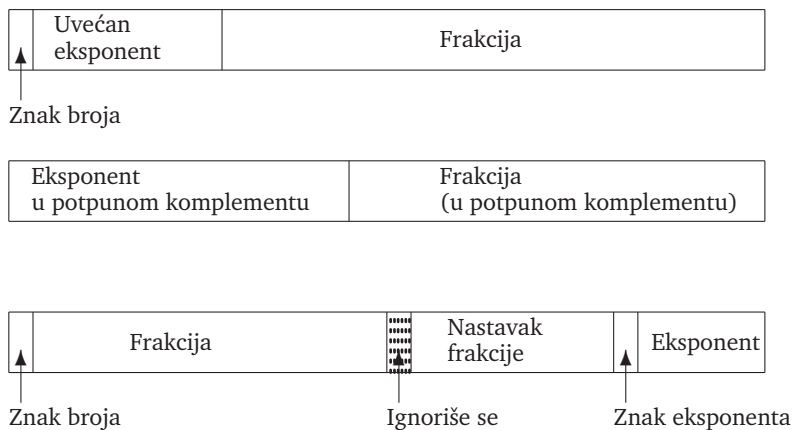 Uvećan
eksponent
Frakcija
Znak broja
Eksponent
u potpunom komplementu
Frakcija
(u potpunom komplementu)
Frakcija
Nastavak
frakcije
Eksponent
Znak broja
Ignoriše se
Znak eksponenta